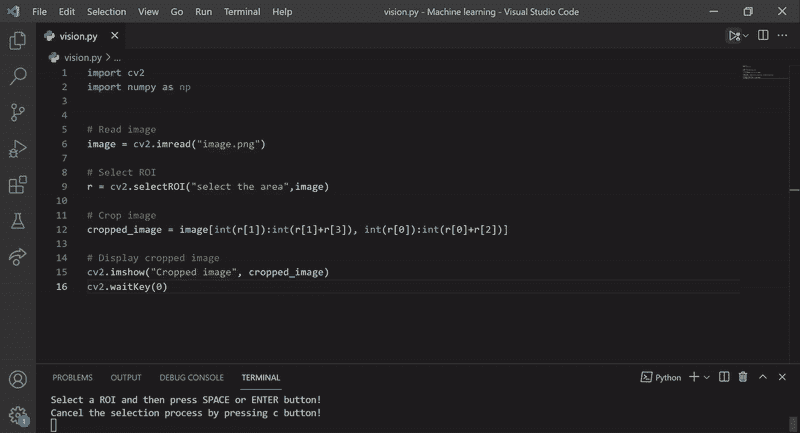 File Edit Selection View Go Run Terminal Help vision.py - Machine learning - Visual Studio Code
vision.py
vision.py > ...
1 import cv2
2 import numpy as np
3
4
5 # Read image
6 image = cv2.imread("image.png")
7
8 # Select ROI
9 r = cv2.selectROI("select the area",image)
10
11 # Crop image
12 cropped_image = image[int(r[1]):int(r[1]+r[3]), int(r[0]):int(r[0]+r[2])]
13
14 # Display cropped image
15 cv2.imshow("Cropped image", cropped_image)
16 cv2.waitKey(0)
PROBLEMS OUTPUT DEBUG CONSOLE TERMINAL Python
Select a ROI and then press SPACE or ENTER button!
Cancel the selection process by pressing c button!
1